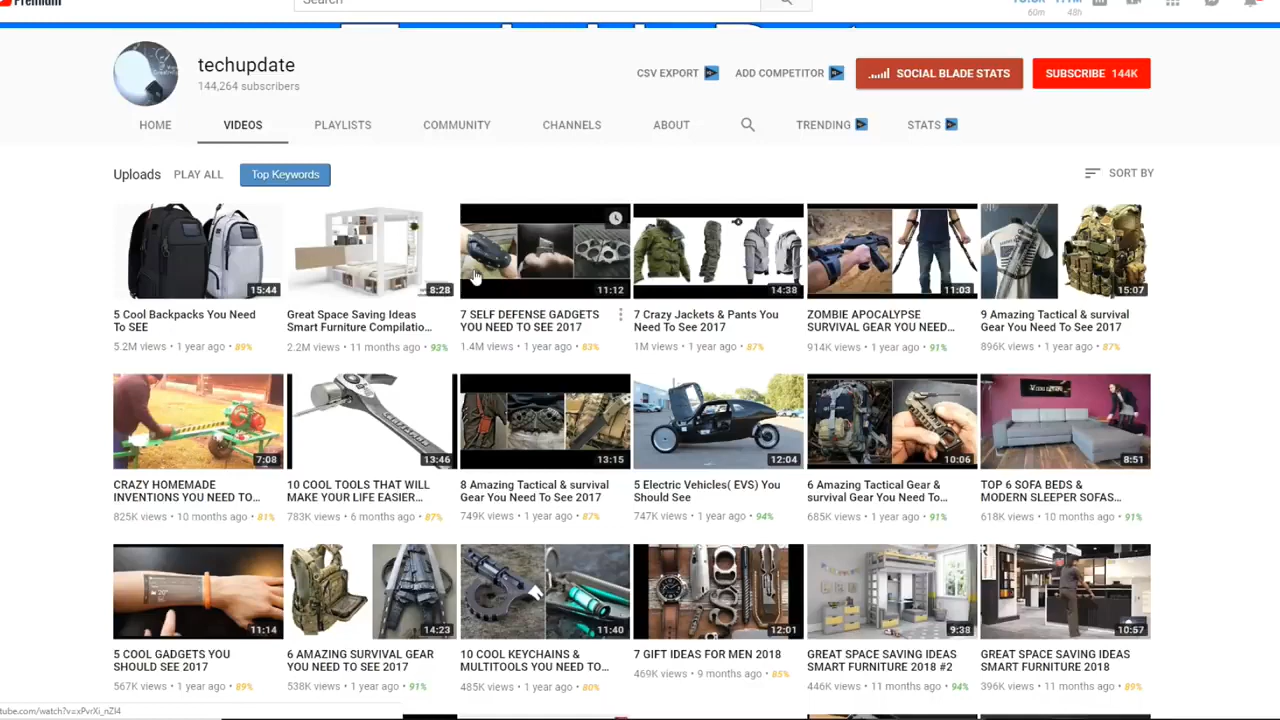 Premium
Search
60m
48h
techupdate
144,264 subscribers
CSV EXPORT
ADD COMPETITOR
SOCIAL BLADE STATS
SUBSCRIBE 144K
HOME
VIDEOS
PLAYLISTS
COMMUNITY
CHANNELS
ABOUT
TRENDING
STATS
Uploads
PLAY ALL
Top Keywords
SORT BY
15:44
8:28
11:12
14:38
11:03
15:07
5 Cool Backpacks You Need
To SEE
5.2M views • 1 year ago • 89%
Great Space Saving Ideas
Smart Furniture Compilatio...
2.2M views • 11 months ago • 93%
7 SELF DEFENSE GADGETS
YOU NEED TO SEE 2017
1.4M views • 1 year ago • 83%
7 Crazy Jackets & Pants You
Need To See 2017
1M views • 1 year ago • 87%
ZOMBIE APOCALYPSE
SURVIVAL GEAR YOU NEED...
914K views • 1 year ago • 91%
9 Amazing Tactical & survival
Gear You Need To See 2017
896K views • 1 year ago • 87%
7:08
13:46
13:15
12:04
10:06
8:51
CRAZY HOMEMADE
INVENTIONS YOU NEED TO...
825K views • 10 months ago • 81%
10 COOL TOOLS THAT WILL
MAKE YOUR LIFE EASIER...
783K views • 6 months ago • 87%
8 Amazing Tactical & survival
Gear You Need To See 2017
749K views • 1 year ago • 87%
5 Electric Vehicles( EVS) You
Should See
747K views • 1 year ago • 94%
6 Amazing Tactical Gear &
survival Gear You Need To...
685K views • 1 year ago • 91%
TOP 6 SOFA BEDS &
MODERN SLEEPER SOFAS...
618K views • 10 months ago • 91%
11:14
14:23
11:40
12:01
9:38
10:57
5 COOL GADGETS YOU
SHOULD SEE 2017
567K views • 1 year ago • 89%
6 AMAZING SURVIVAL GEAR
YOU NEED TO SEE 2017
538K views • 1 year ago • 91%
10 COOL KEYCHAINS &
MULTITOOLS YOU NEED TO...
485K views • 1 year ago • 80%
7 GIFT IDEAS FOR MEN 2018
469K views • 9 months ago • 85%
GREAT SPACE SAVING IDEAS
SMART FURNITURE 2018 #2
446K views • 11 months ago • 94%
GREAT SPACE SAVING IDEAS
SMART FURNITURE 2018
396K views • 11 months ago • 89%
tube.com/watch?v=xPvrXi_nZI4